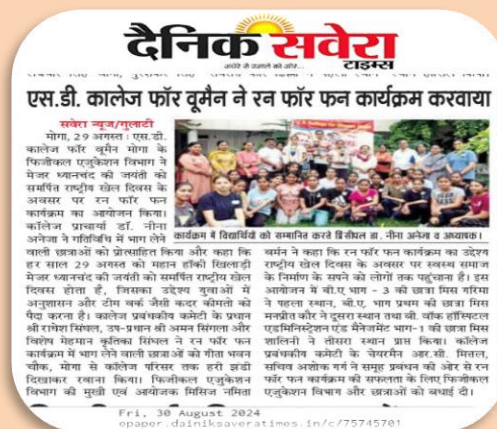 दैनिक सवेरा
अंधेरे से उजाले की ओर...
टाइम्स
एस.डी. कालेज फॉर वूमैन ने रन फॉर फन कार्यक्रम करवाया
सवेरा न्यूज/गुलाटी
मोगा, 29 अगस्त : एस.डी.
कालेज फॉर वूमैन मोगा के
फिजीकल एजुकेशन विभाग ने
मेजर ध्यानचंद की जयंती को
समर्पित राष्ट्रीय खेल दिवस के
अवसर पर रन फॉर फन
कार्यक्रम का आयोजन किया।
कॉलेज प्राचार्या डॉ. नीना
अनेजा ने गतिविधि में भाग लेने
वाली छात्राओं को प्रोत्साहित किया और कहा कि
हर साल 29 अगस्त को महान हॉकी खिलाड़ी
मेजर ध्यानचंद की जयंती को समर्पित राष्ट्रीय खेल
दिवस होता है, जिसका उद्देश्य युवाओं में
अनुशासन और टीम वर्क जैसी कदर कीमतो को
पैदा करना है। कालेज प्रबंधकीय कमेटी के प्रधान
श्री राधेश सिंघल, उप-प्रधान श्री अमन सिंगला और
विशेष मेहमान कृतिका सिंघल ने रन फॉर फन
कार्यक्रम में भाग लेने वाली छात्राओं को गीता भवन
चौक, मोगा से कॉलेज परिसर तक हरी झंडी
दिखाकर रवाना किया। फिजीकल एजुकेशन
विभाग की मुखी एवं आयोजक मिसिज नमिता
कार्यक्रम में विद्यार्थियों को सम्मानित करते प्रिंसीपल डा. नीना अनेजा व अध्यापक।
वर्मन ने कहा कि रन फॉर फन कार्यक्रम का उद्देश्य
राष्ट्रीय खेल दिवस के अवसर पर स्वस्थ समाज
के निर्माण के सपने को लोगों तक पहुंचाना है। इस
आयोजन में बी.ए भाग - 3 की छात्रा मिस गरिमा
ने पहला स्थान, बी.ए. भाग प्रथम की छात्रा मिस
मनप्रीत कौर ने दूसरा स्थान तथा बी. वॉक हॉस्पिटल
एडमिनिस्ट्रेशन एंड मैनेजमेंट भाग-1 की छात्रा मिस
शालिनी ने तीसरा स्थान प्राप्त किया। कॉलेज
प्रबंधकीय कमेटी के चेयरमैन आर.सी. मित्तल,
सचिव अशोक गर्ग ने समूह प्रबंधन की ओर से रन
फॉर फन कार्यक्रम की सफलता के लिए फिजीकल
एजुकेशन विभाग और छात्राओं को बधाई दी।
Fri, 30 August 2024
epaper.dainiksaveratimes.in/c/75745701